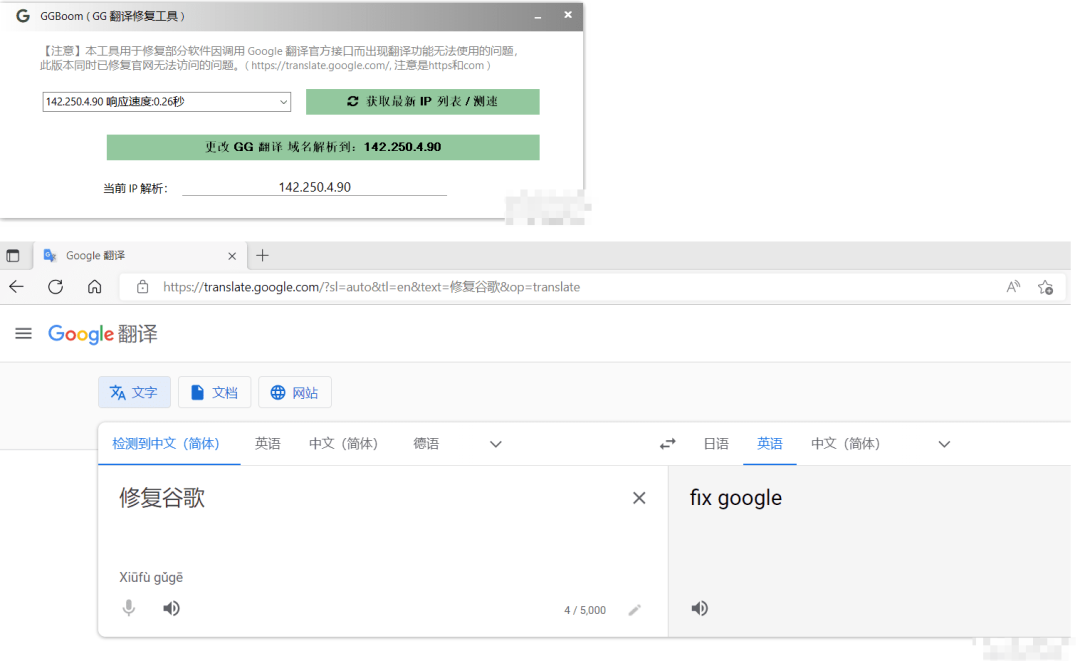 GGBoom ( GG 翻译修复工具 )
【注意】本工具用于修复部分软件因调用 Google 翻译官方接口而出现翻译功能无法使用的问题,
此版本同时已修复官网无法访问的问题。( https://translate.google.com/, 注意是https和com )
142.250.4.90 响应速度:0.26秒
获取最新 IP 列表 / 测速
更改 GG 翻译 域名解析到: 142.250.4.90
当前 IP 解析: 142.250.4.90
Google 翻译
https://translate.google.com/?sl=auto&tl=en&text=修复谷歌&op=translate
Google 翻译
文字 文档 网站
检测到中文（简体） 英语 中文（简体） 德语 日语 英语 中文（简体）
修复谷歌 fix google
Xiūfù gǔgē
4 / 5,000